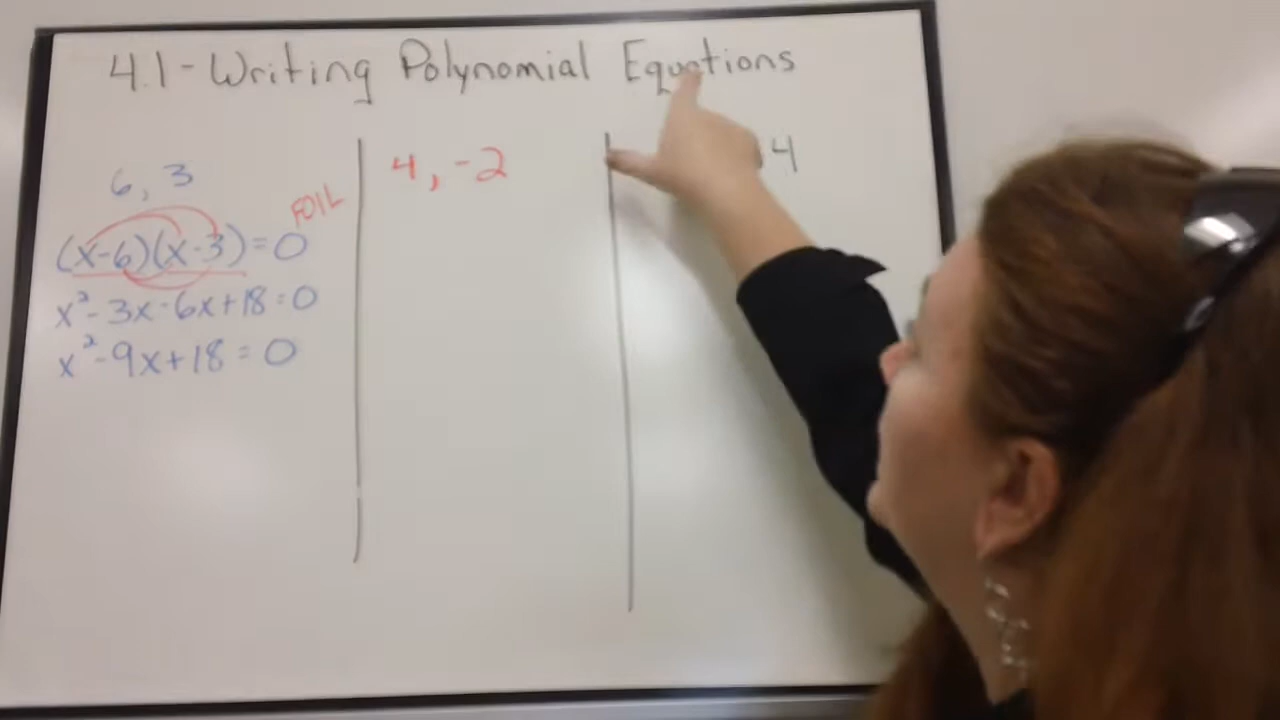 4.1 - Writing Polynomial Equations
6, 3
FOIL
(x-6)(x-3)=0
x²-3x-6x+18=0
x²-9x+18=0
4, -2
4